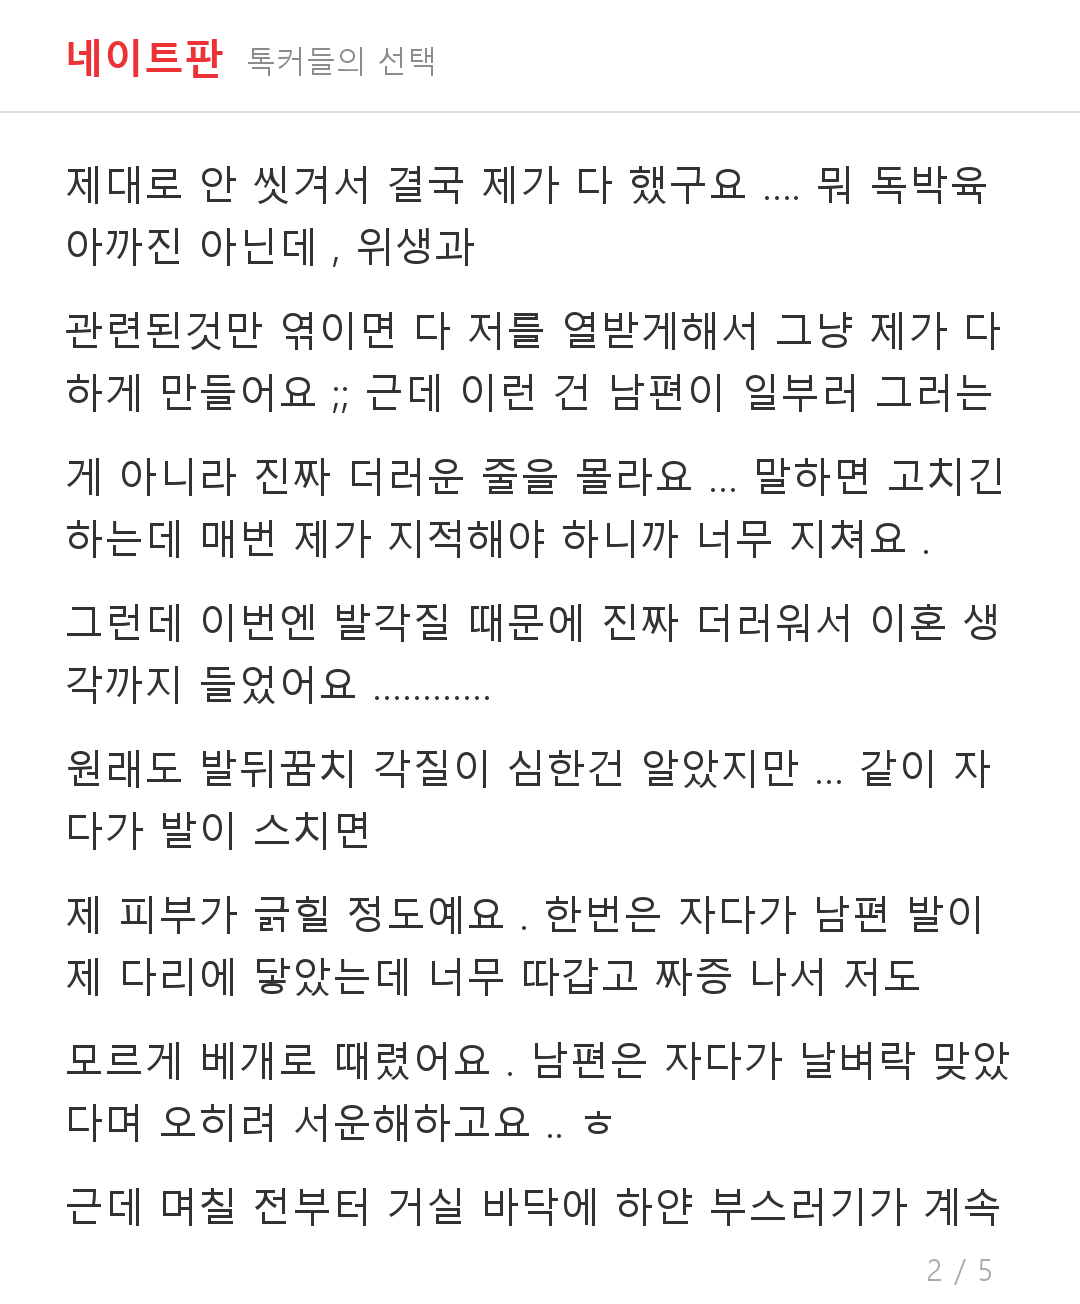 네이트판 톡커들의 선택
제대로 안 씻겨서 결국 제가 다 했구요 .... 뭐 독박육
아까진 아닌데 , 위생과
관련된것만 엮이면 다 저를 열받게해서 그냥 제가 다
하게 만들어요 ;; 근데 이런 건 남편이 일부러 그러는
게 아니라 진짜 더러운 줄을 몰라요 ... 말하면 고치긴
하는데 매번 제가 지적해야 하니까 너무 지쳐요 .
그런데 이번엔 발각질 때문에 진짜 더러워서 이혼 생
각까지 들었어요 ............
원래도 발뒤꿈치 각질이 심한건 알았지만 ... 같이 자
다가 발이 스치면
제 피부가 긁힐 정도예요 . 한번은 자다가 남편 발이
제 다리에 닿았는데 너무 따갑고 짜증 나서 저도
모르게 베개로 때렸어요 . 남편은 자다가 날벼락 맞았
다며 오히려 서운해하고요 .. ㅎ
근데 며칠 전부터 거실 바닥에 하얀 부스러기가 계속
2 / 5